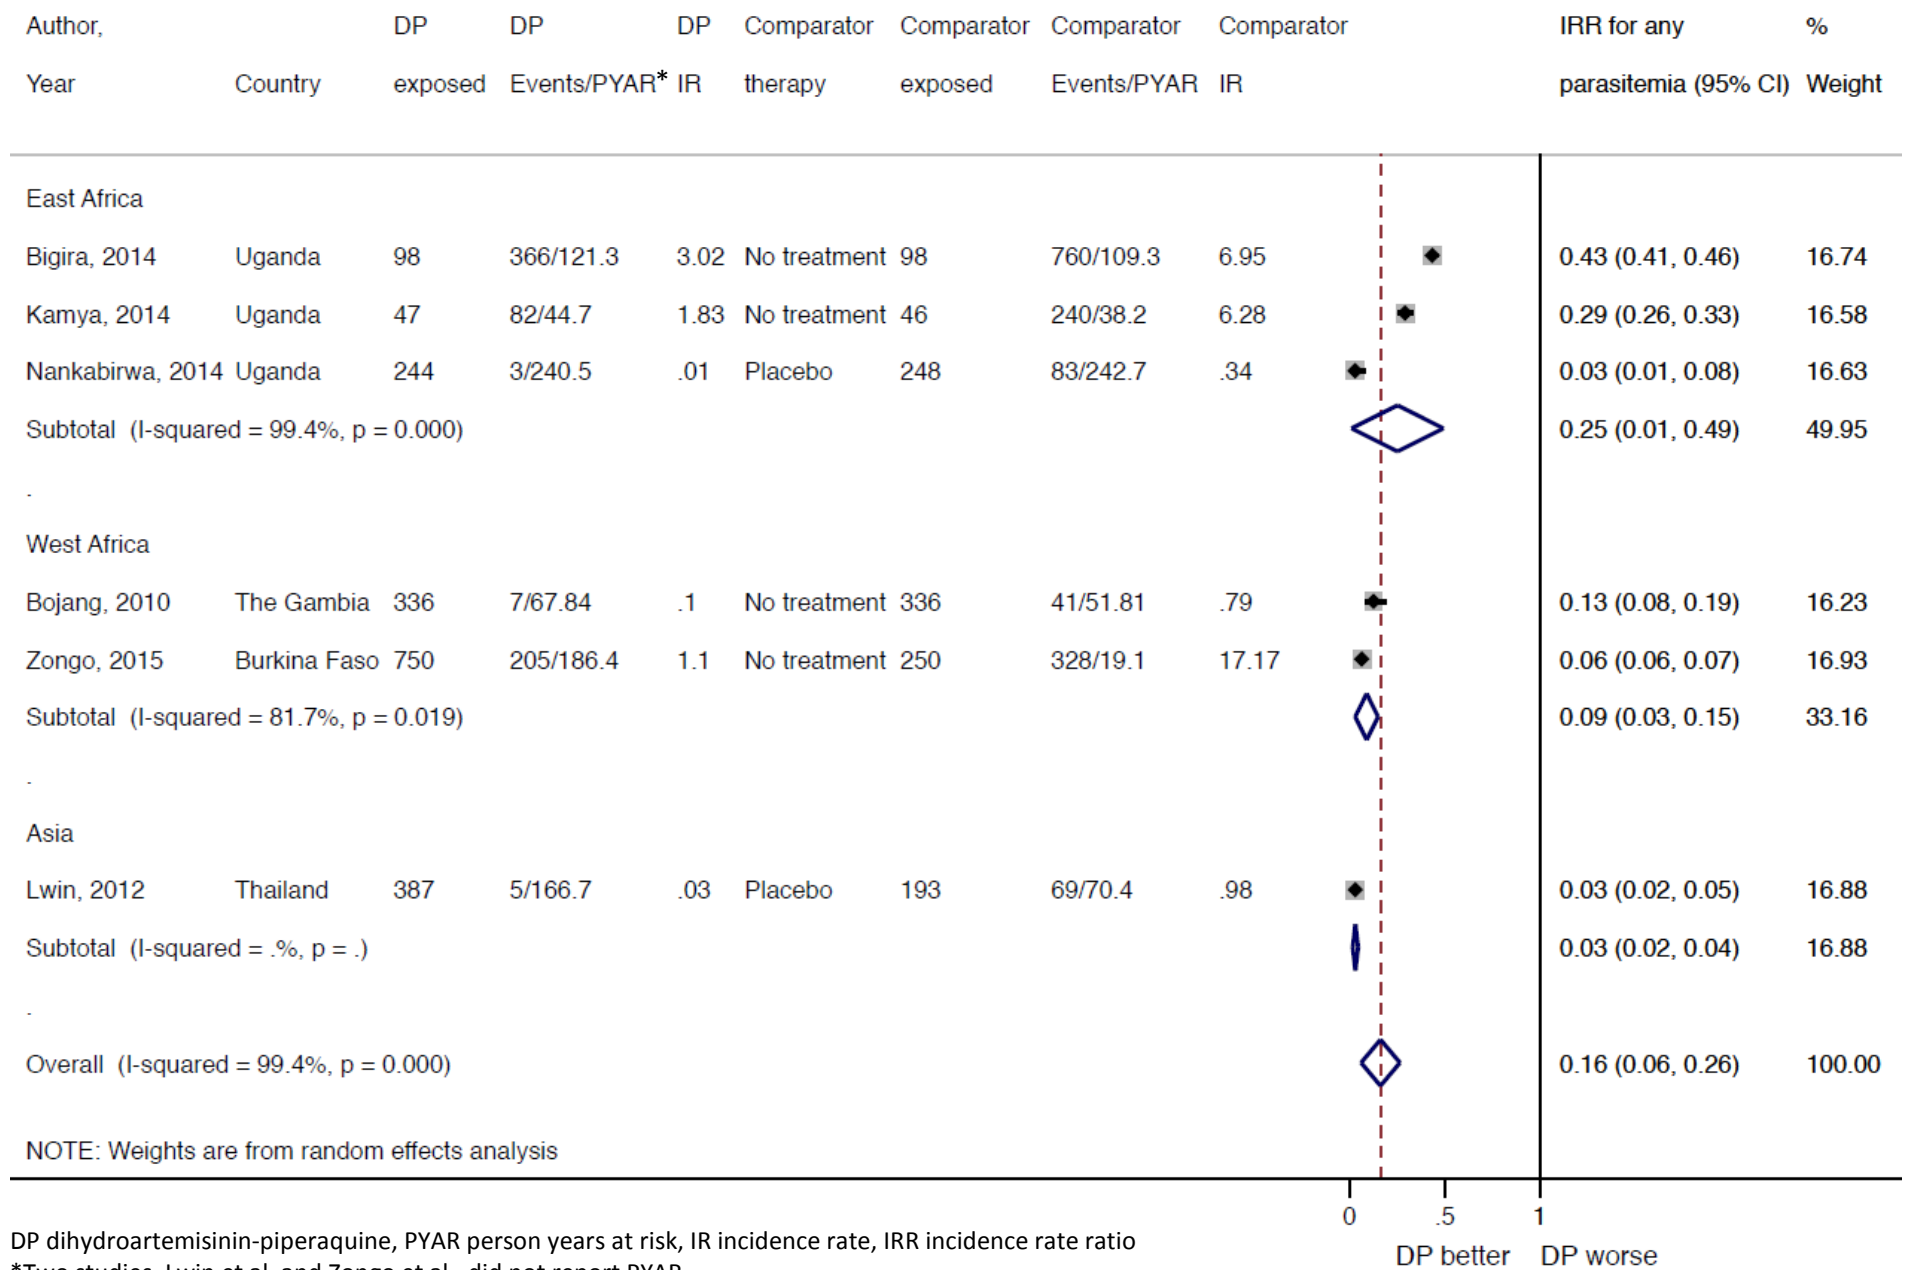 Author, DP DP DP Comparator Comparator Comparator Comparator IRR for any %
Year Country exposed Events/PYAR* IR therapy exposed Events/PYAR IR parasitemia (95% CI) Weight
East Africa
Bigira, 2014 Uganda 98 366/121.3 3.02 No treatment 98 760/109.3 6.95 0.43 (0.41, 0.46) 16.74
Kamya, 2014 Uganda 47 82/44.7 1.83 No treatment 46 240/38.2 6.28 0.29 (0.26, 0.33) 16.58
Nankabirwa, 2014 Uganda 244 3/240.5 .01 Placebo 248 83/242.7 .34 0.03 (0.01, 0.08) 16.63
Subtotal (I-squared = 99.4%, p = 0.000) 0.25 (0.01, 0.49) 49.95
.
West Africa
Bojang, 2010 The Gambia 336 7/67.84 .1 No treatment 336 41/51.81 .79 0.13 (0.08, 0.19) 16.23
Zongo, 2015 Burkina Faso 750 205/186.4 1.1 No treatment 250 328/19.1 17.17 0.06 (0.06, 0.07) 16.93
Subtotal (I-squared = 81.7%, p = 0.019) 0.09 (0.03, 0.15) 33.16
.
Asia
Lwin, 2012 Thailand 387 5/166.7 .03 Placebo 193 69/70.4 .98 0.03 (0.02, 0.05) 16.88
Subtotal (I-squared = .%, p = .) 0.03 (0.02, 0.04) 16.88
.
Overall (I-squared = 99.4%, p = 0.000) 0.16 (0.06, 0.26) 100.00
NOTE: Weights are from random effects analysis
0 .5 1
DP better DP worse
DP dihydroartemisinin-piperaquine, PYAR person years at risk, IR incidence rate, IRR incidence rate ratio
*Two studies, Lwin et al. and Zongo et al., did not report PYAR